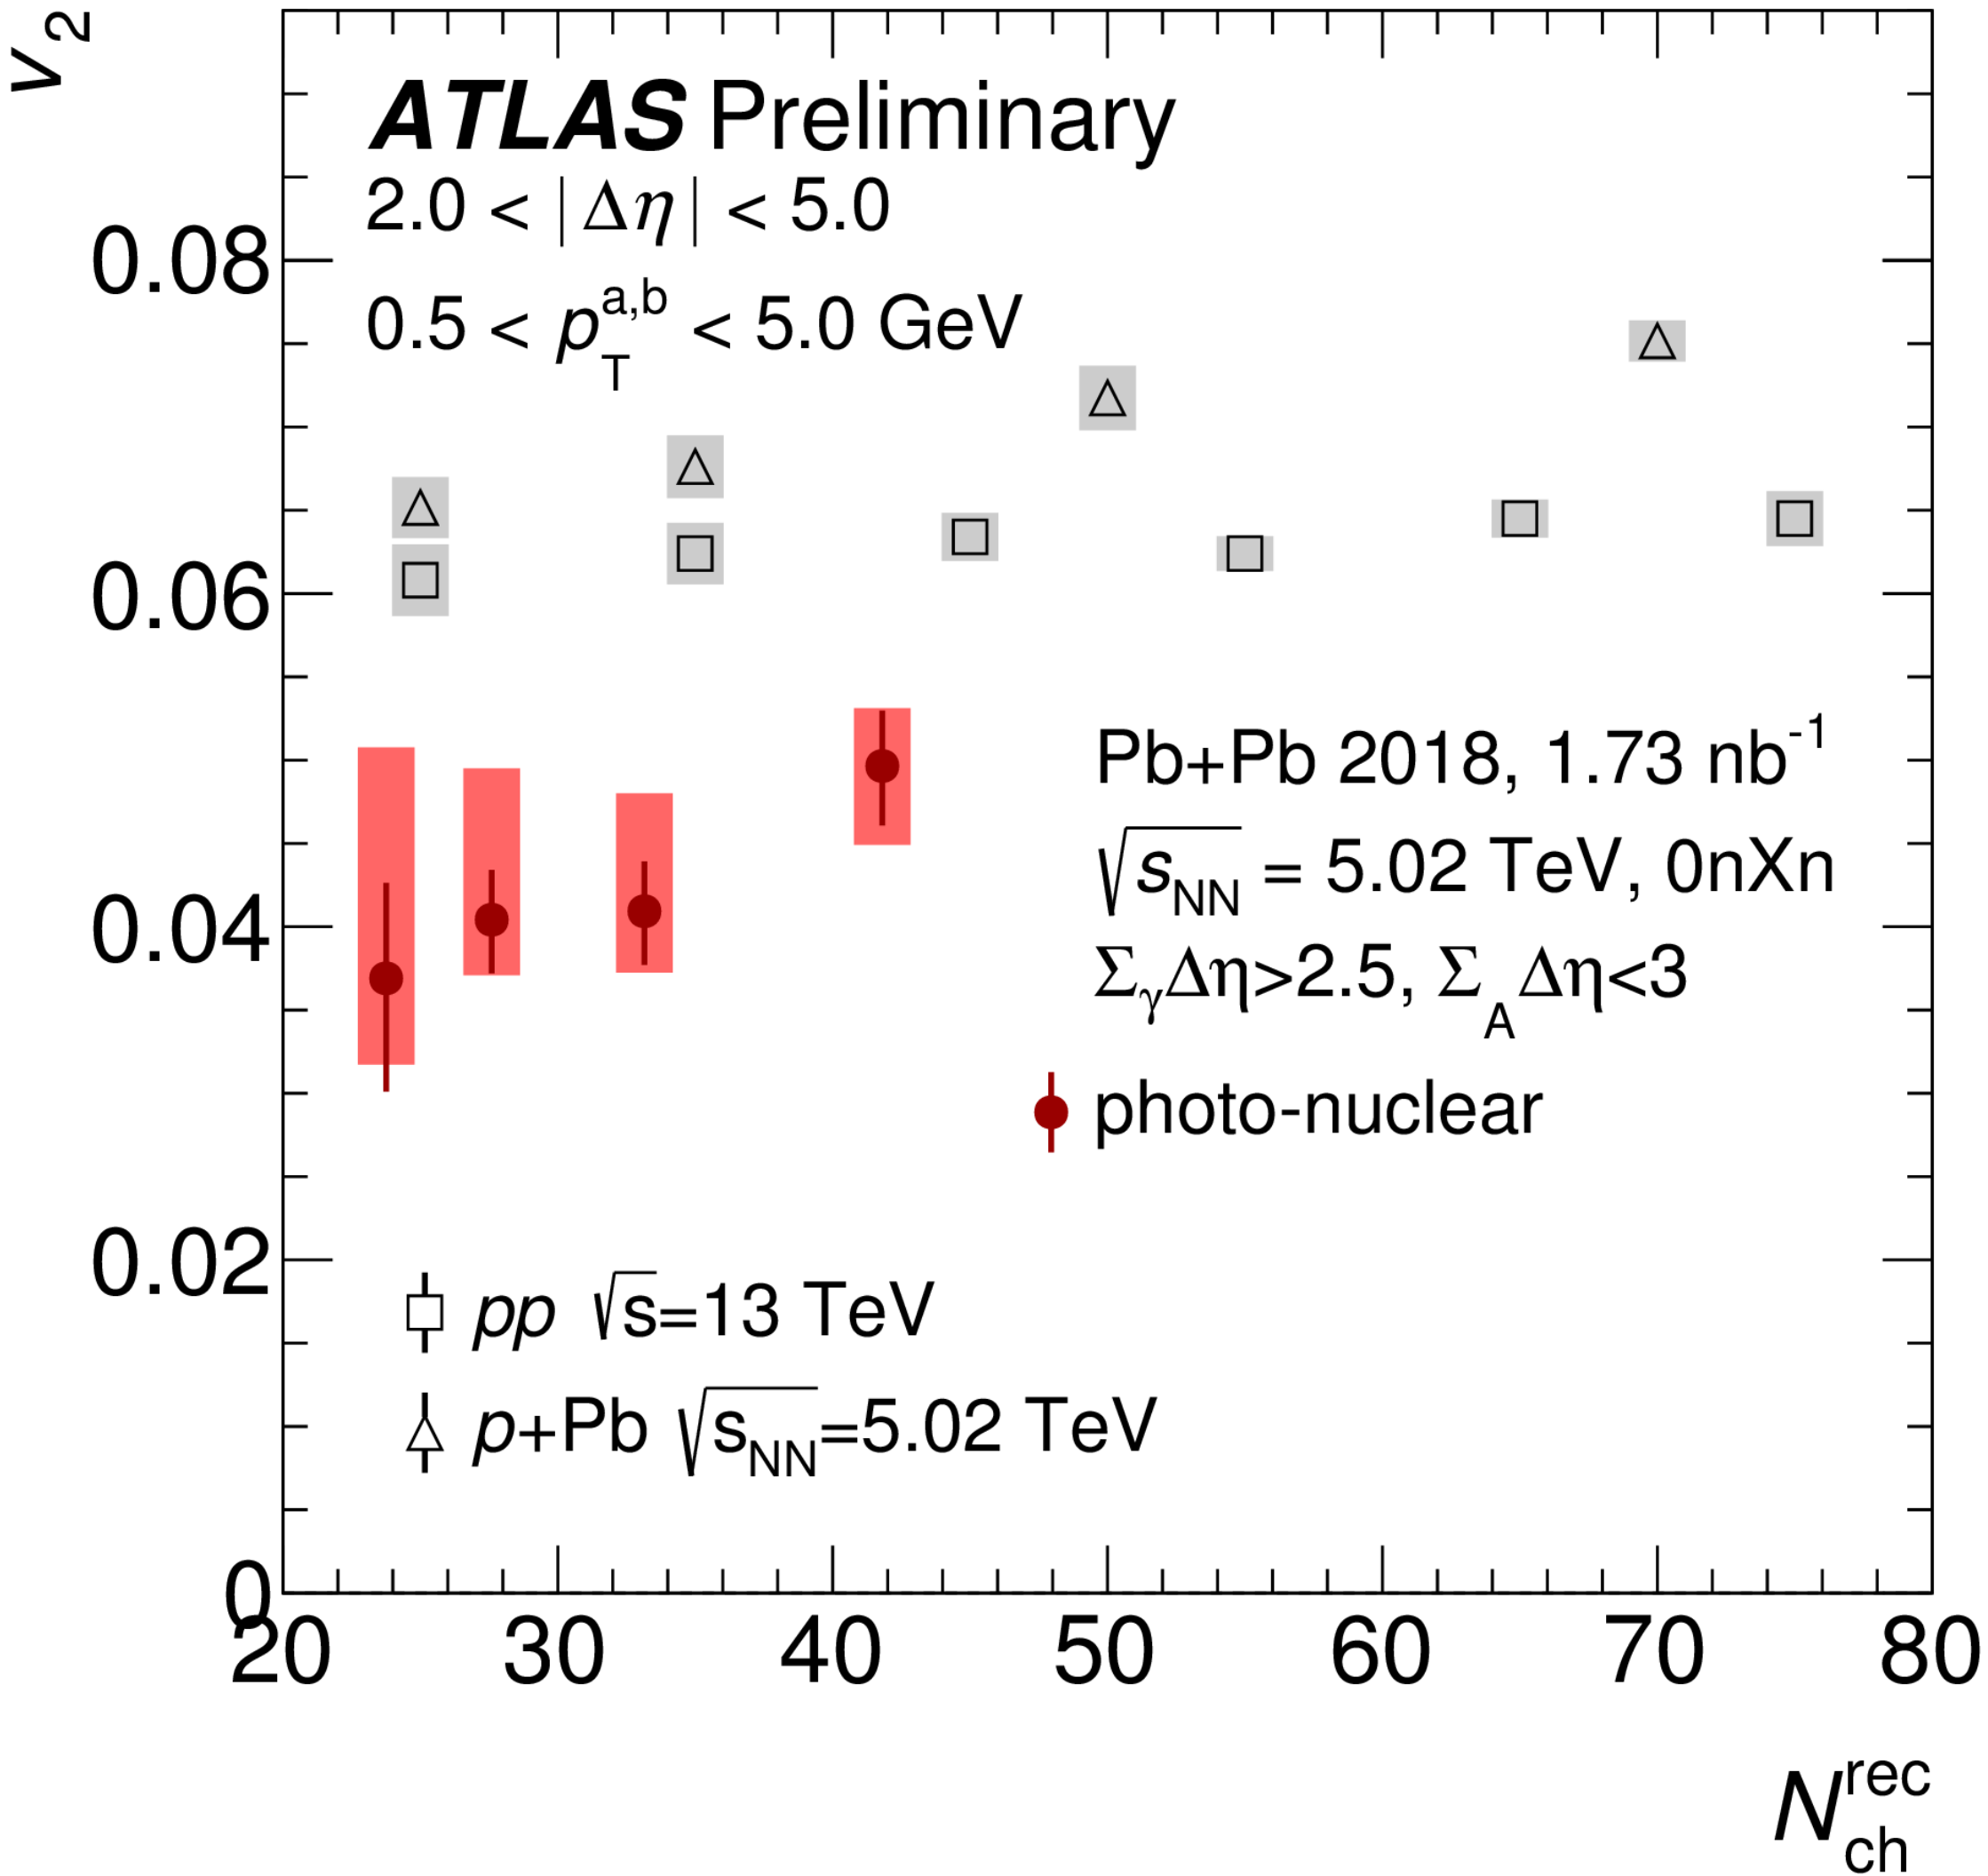 v₂
ATLAS Preliminary
2.0 < |Δη| < 5.0
0.5 < p_T^{a,b} < 5.0 GeV
0.08
0.06
0.04
0.02
0
Pb+Pb 2018, 1.73 nb⁻¹
√s_NN = 5.02 TeV, 0nXn
Σ_γΔη>2.5, Σ_AΔη<3
photo-nuclear
pp √s=13 TeV
p+Pb √s_NN=5.02 TeV
20 30 40 50 60 70 80
N_ch^rec